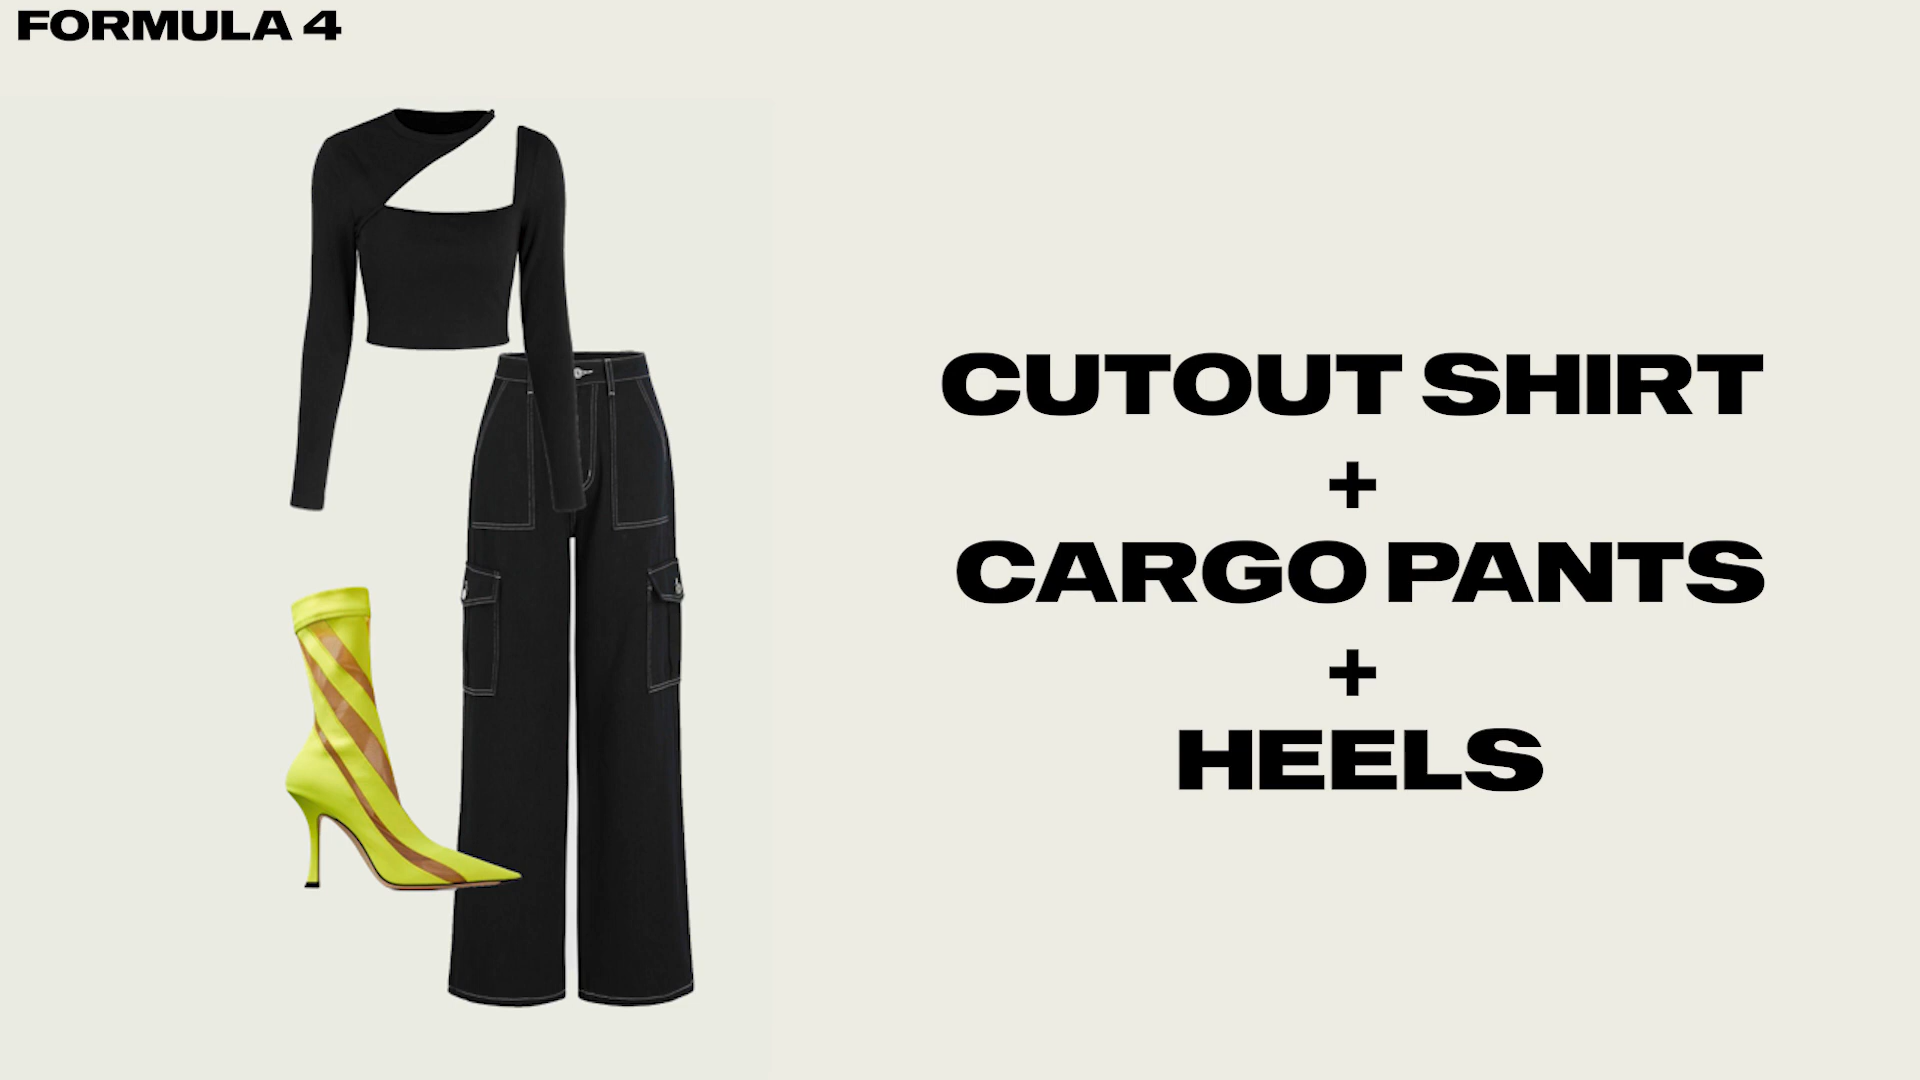 FORMULA 4
CUTOUT SHIRT
+
CARGO PANTS
+
HEELS